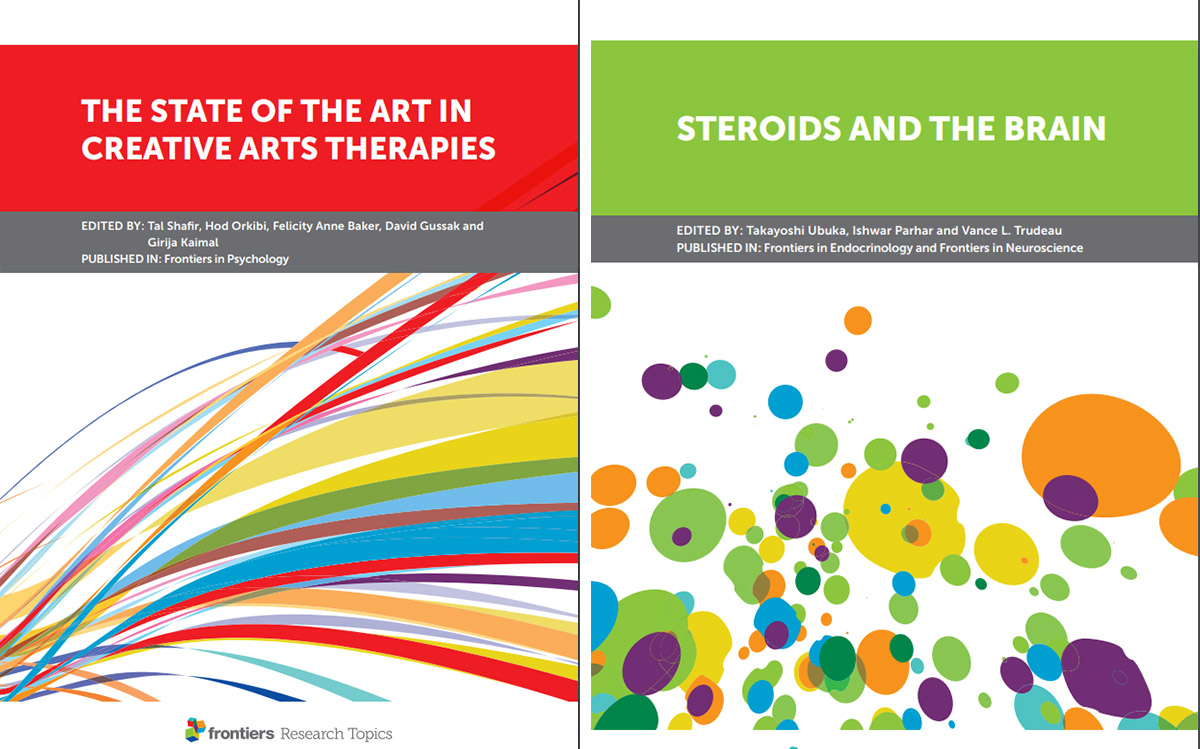 THE STATE OF THE ART IN
CREATIVE ARTS THERAPIES
EDITED BY: Tal Shafir, Hod Orkibi, Felicity Anne Baker, David Gussak and
Girija Kaimal
PUBLISHED IN: Frontiers in Psychology
frontiers Research Topics
STEROIDS AND THE BRAIN
EDITED BY: Takayoshi Ubuka, Ishwar Parhar and Vance L. Trudeau
PUBLISHED IN: Frontiers in Endocrinology and Frontiers in Neuroscience